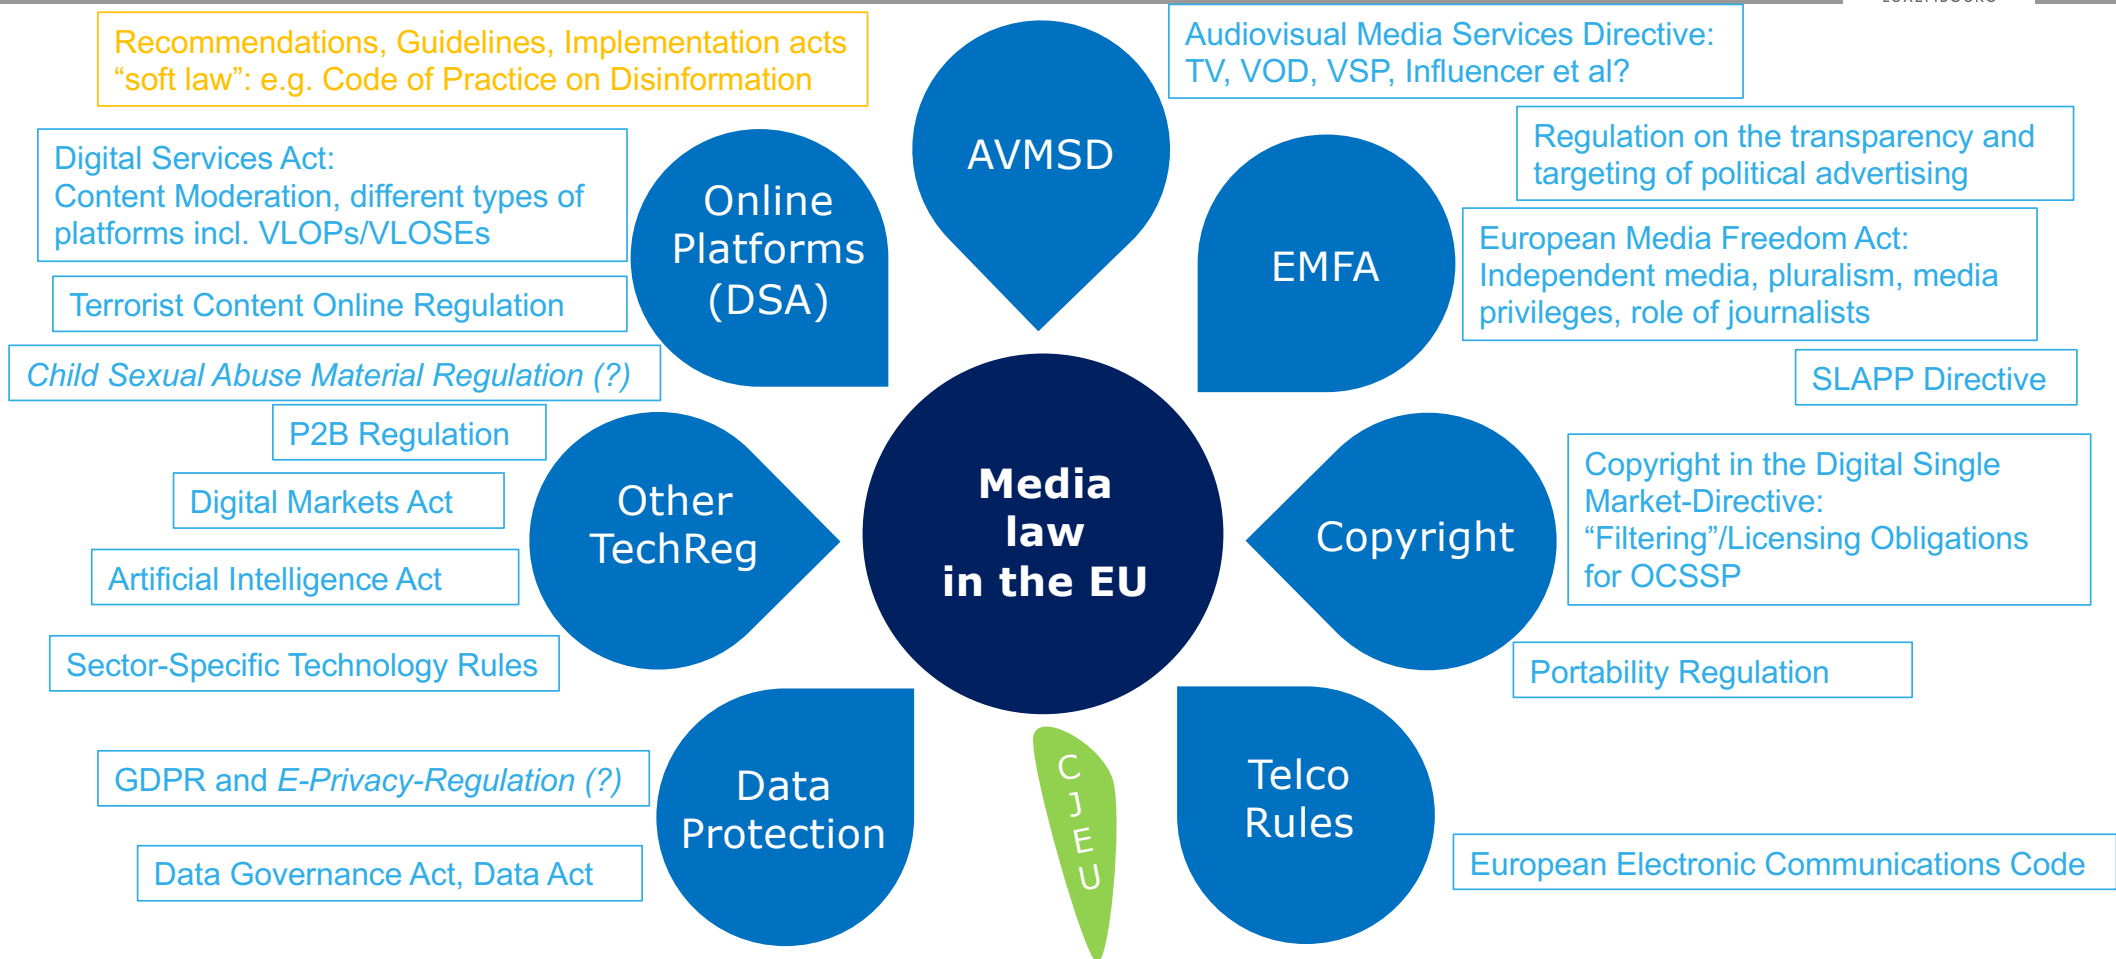 LUXEMBOURG
Recommendations, Guidelines, Implementation acts
“soft law”: e.g. Code of Practice on Disinformation
Audiovisual Media Services Directive:
TV, VOD, VSP, Influencer et al?
AVMSD
Regulation on the transparency and
targeting of political advertising
Digital Services Act:
Content Moderation, different types of
platforms incl. VLOPs/VLOSEs
Online
Platforms
(DSA)
EMFA
European Media Freedom Act:
Independent media, pluralism, media
privileges, role of journalists
Terrorist Content Online Regulation
Child Sexual Abuse Material Regulation (?)
SLAPP Directive
P2B Regulation
Digital Markets Act
Other
TechReg
Media
law
in the EU
Copyright
Copyright in the Digital Single
Market-Directive:
“Filtering”/Licensing Obligations
for OCSSP
Artificial Intelligence Act
Sector-Specific Technology Rules
Portability Regulation
GDPR and E-Privacy-Regulation (?)
Data
Protection
C
J
E
U
Telco
Rules
Data Governance Act, Data Act
European Electronic Communications Code